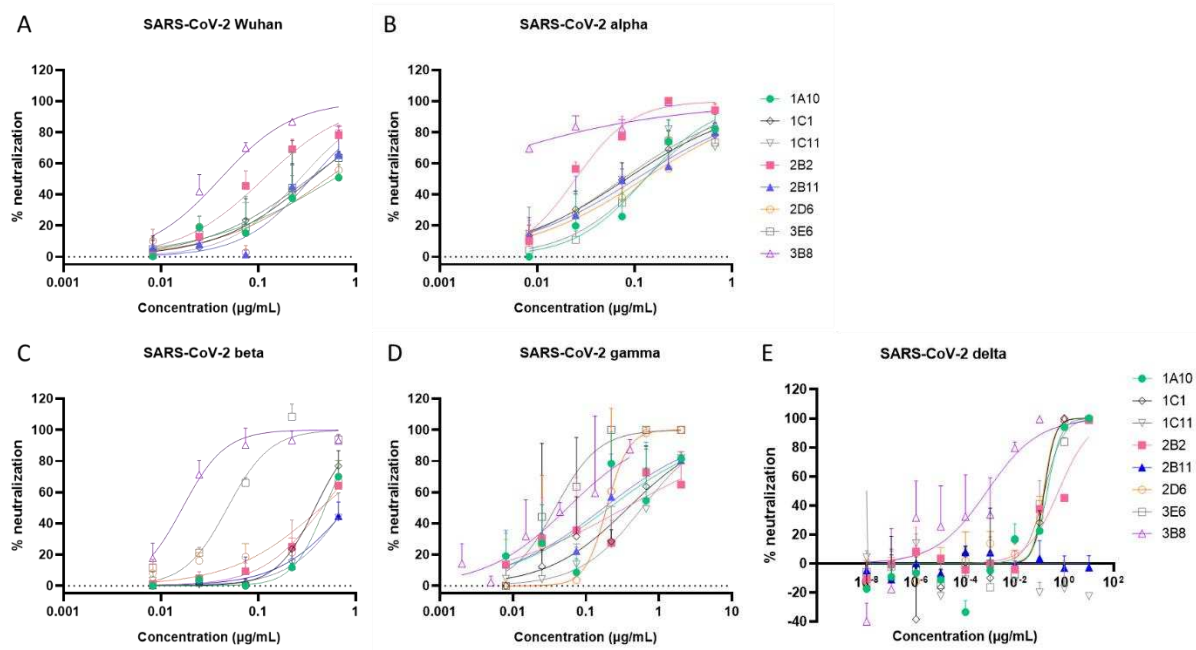 A
SARS-CoV-2 Wuhan
120
100
80
60
40
20
0
% neutralization
0.001
0.01
0.1
1
Concentration (µg/mL)
B
SARS-CoV-2 alpha
120
100
80
60
40
20
0
% neutralization
0.001
0.01
0.1
1
Concentration (µg/mL)
1A10
1C1
1C11
2B2
2B11
2D6
3E6
3B8
C
SARS-CoV-2 beta
120
100
80
60
40
20
0
% neutralization
0.001
0.01
0.1
1
Concentration (µg/mL)
D
SARS-CoV-2 gamma
120
100
80
60
40
20
0
% neutralization
0.001
0.01
0.1
1
10
Concentration (µg/mL)
E
SARS-CoV-2 delta
120
100
80
60
40
20
0
-20
-40
% neutralization
10⁻⁸
10⁻⁶
10⁻⁴
10⁻²
10⁰
10²
Concentration (µg/mL)
1A10
1C1
1C11
2B2
2B11
2D6
3E6
3B8